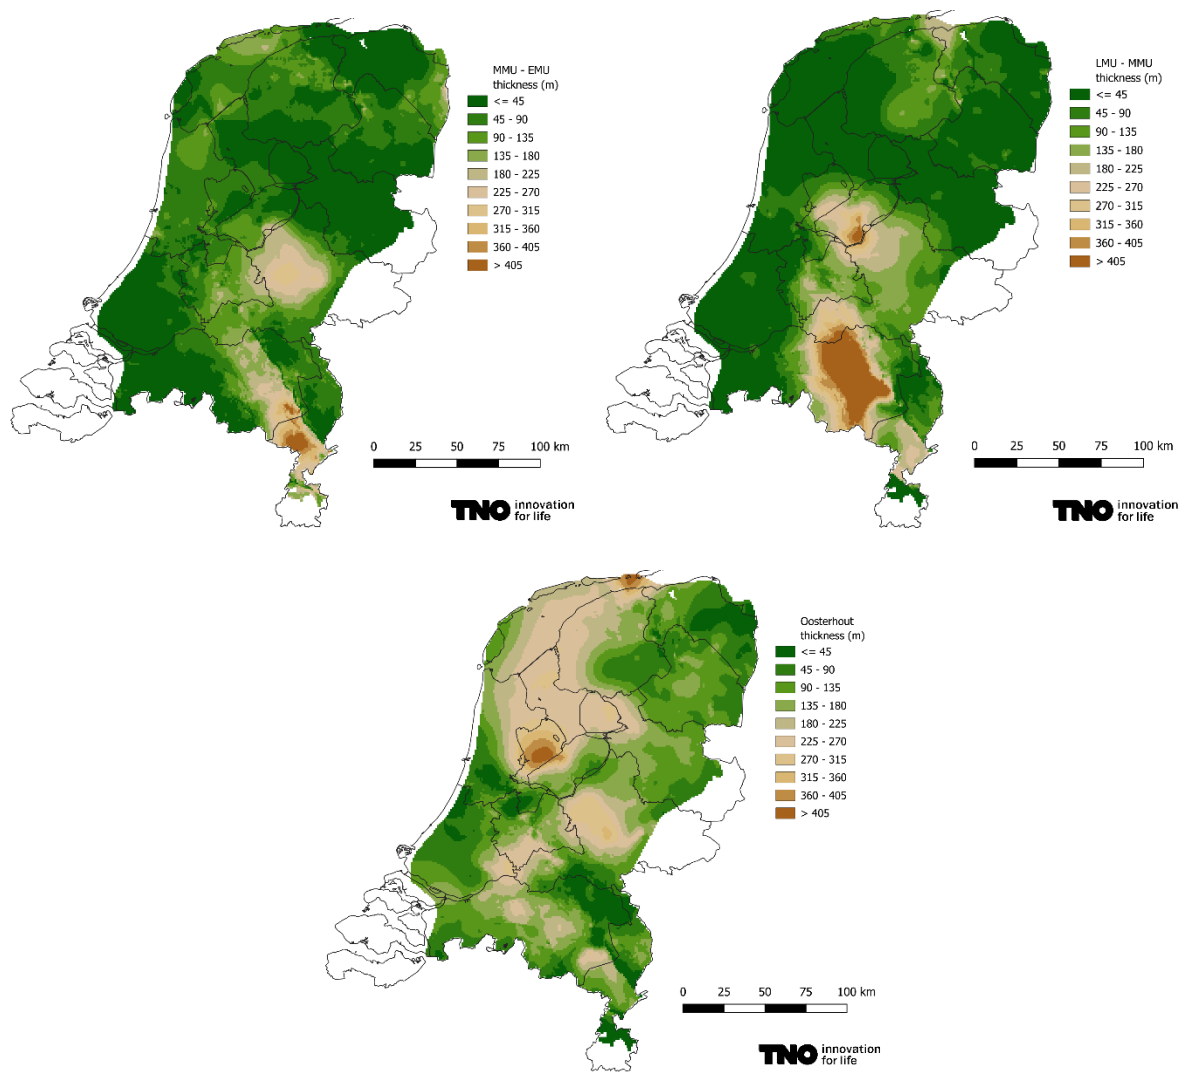 MMU - EMU
thickness (m)
<= 45
45 - 90
90 - 135
135 - 180
180 - 225
225 - 270
270 - 315
315 - 360
360 - 405
> 405
0 25 50 75 100 km
TNO innovation
for life
LMU - MMU
thickness (m)
<= 45
45 - 90
90 - 135
135 - 180
180 - 225
225 - 270
270 - 315
315 - 360
360 - 405
> 405
0 25 50 75 100 km
TNO innovation
for life
Oosterhout
thickness (m)
<= 45
45 - 90
90 - 135
135 - 180
180 - 225
225 - 270
270 - 315
315 - 360
360 - 405
> 405
0 25 50 75 100 km
TNO innovation
for life